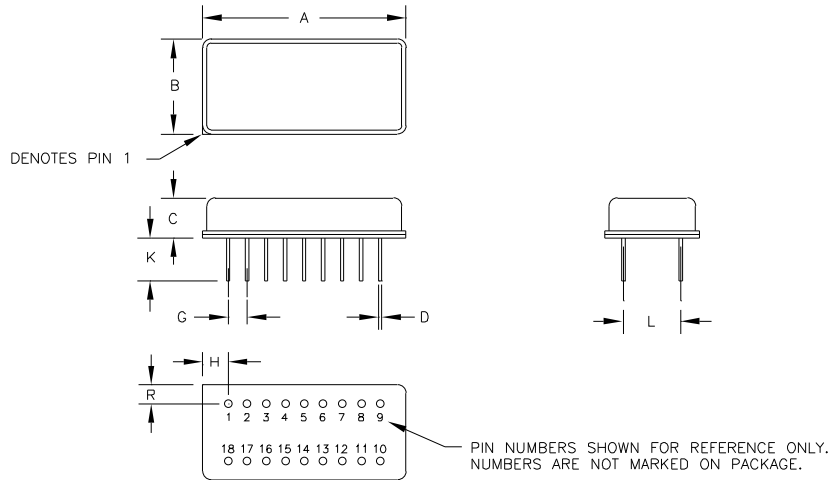 A
B
DENOTES PIN 1
C
K
G
D
L
H
R
1 2 3 4 5 6 7 8 9
18 17 16 15 14 13 12 11 10
PIN NUMBERS SHOWN FOR REFERENCE ONLY.
NUMBERS ARE NOT MARKED ON PACKAGE.